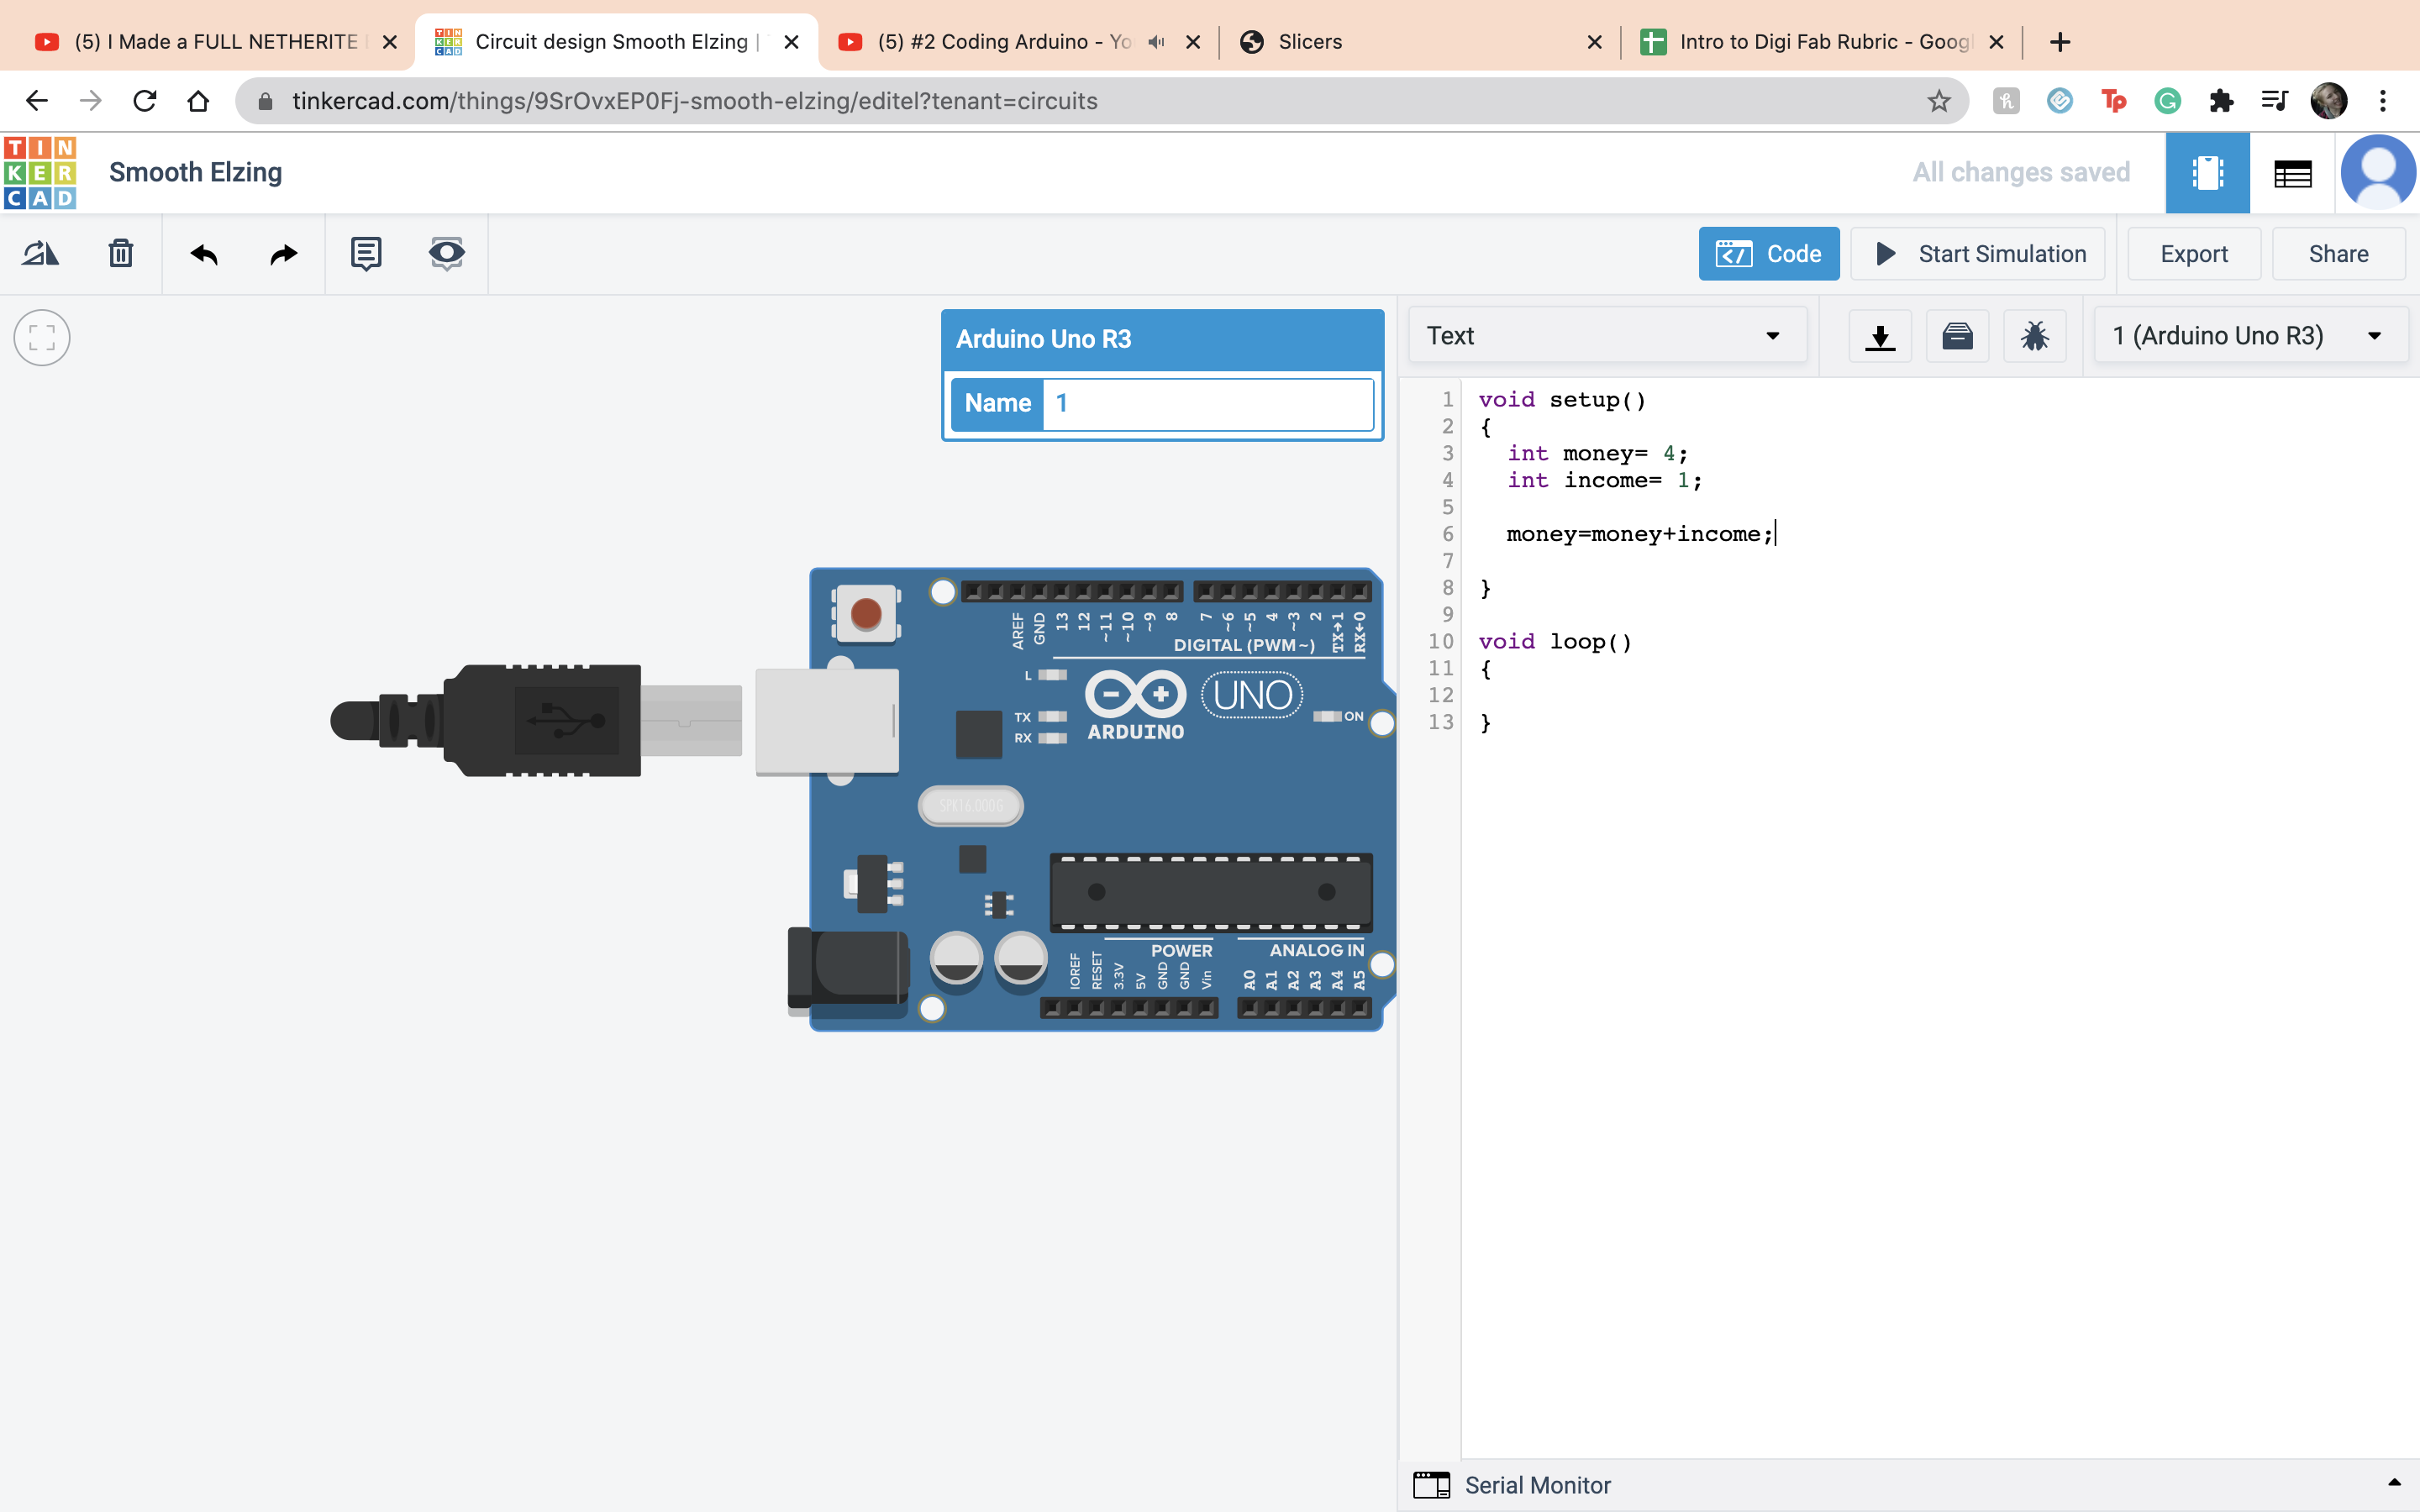 (5) I Made a FULL NETHERITE
Circuit design Smooth Elzing |
(5) #2 Coding Arduino - Yo
Slicers
Intro to Digi Fab Rubric - Goog
tinkercad.com/things/9SrOvxEP0Fj-smooth-elzing/editel?tenant=circuits
TIN
KER
CAD
Smooth Elzing
All changes saved
Code
Start Simulation
Export
Share
Arduino Uno R3
Name 1
Text
1 (Arduino Uno R3)
1 void setup()
2 {
3 int money= 4;
4 int income= 1;
5
6 money=money+income;
7
8 }
9
10 void loop()
11 {
12
13 }
AREF GND 13 12 ~11 ~10 ~9 8 7 ~6 ~5 4 ~3 2 TX→1 RX←0
DIGITAL (PWM~)
L
TX
RX
UNO
ARDUINO
ON
SPK16.000G
POWER
ANALOG IN
IOREF RESET 3.3V 5V GND GND Vin A0 A1 A2 A3 A4 A5
Serial Monitor